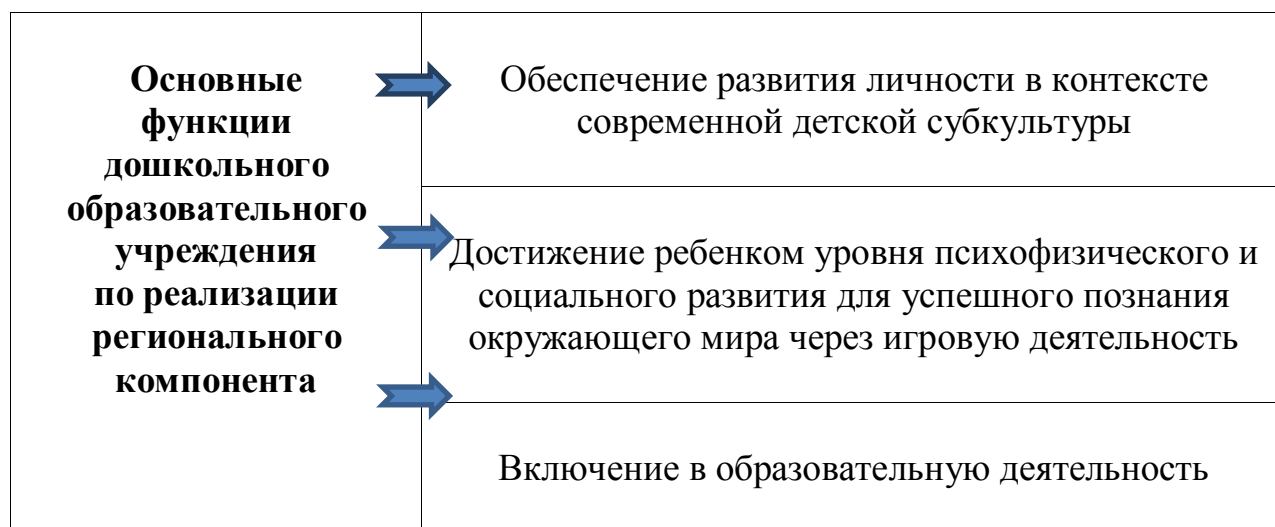 Основные
функции
дошкольного
образовательного
учреждения
по реализации
регионального
компонента
Обеспечение развития личности в контексте
современной детской субкультуры
Достижение ребенком уровня психофизического и
социального развития для успешного познания
окружающего мира через игровую деятельность
Включение в образовательную деятельность